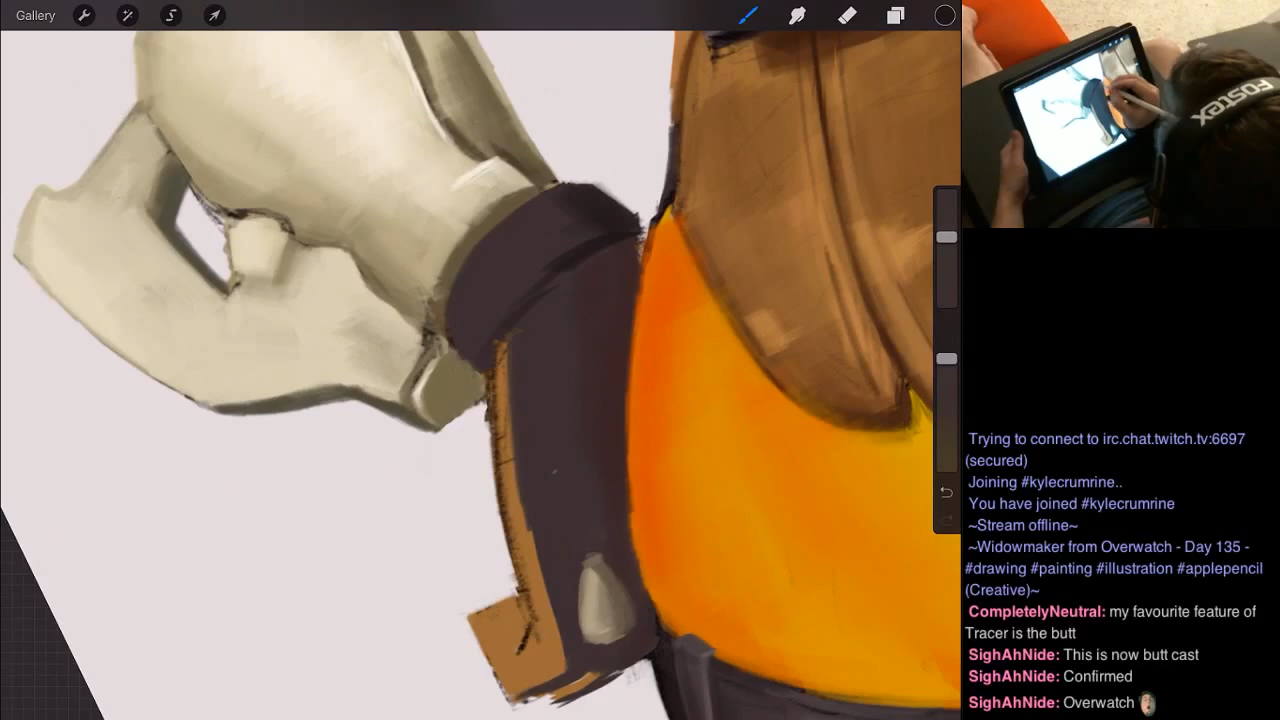 Gallery
FOSTEX
Trying to connect to irc.chat.twitch.tv:6697
(secured)
Joining #kylecrumrine..
You have joined #kylecrumrine
~Stream offline~
~Widowmaker from Overwatch - Day 135 -
#drawing #painting #illustration #applepencil
(Creative)~
CompletelyNeutral: my favourite feature of
Tracer is the butt
SighAhNide: This is now butt cast
SighAhNide: Confirmed
SighAhNide: Overwatch